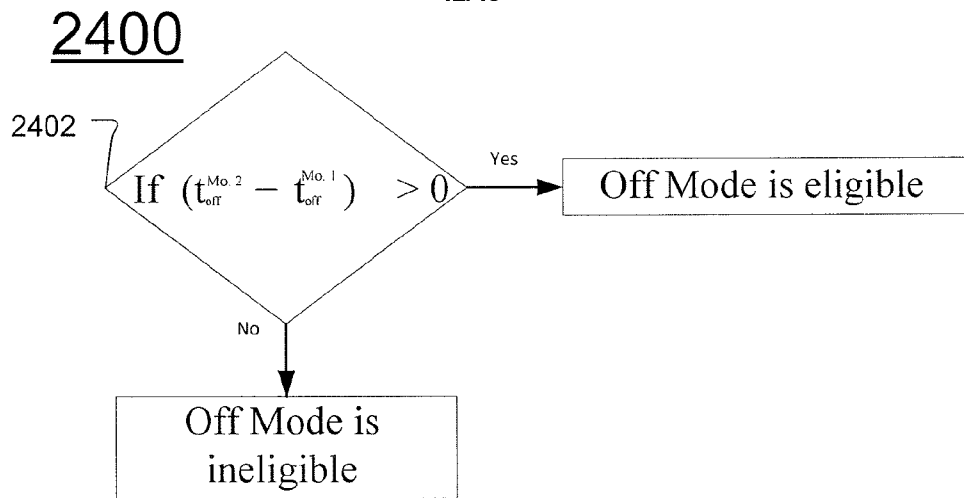 2400
2402
If (t_off^Mo. 2 − t_off^Mo. 1) > 0
Yes
Off Mode is eligible
No
Off Mode is
ineligible